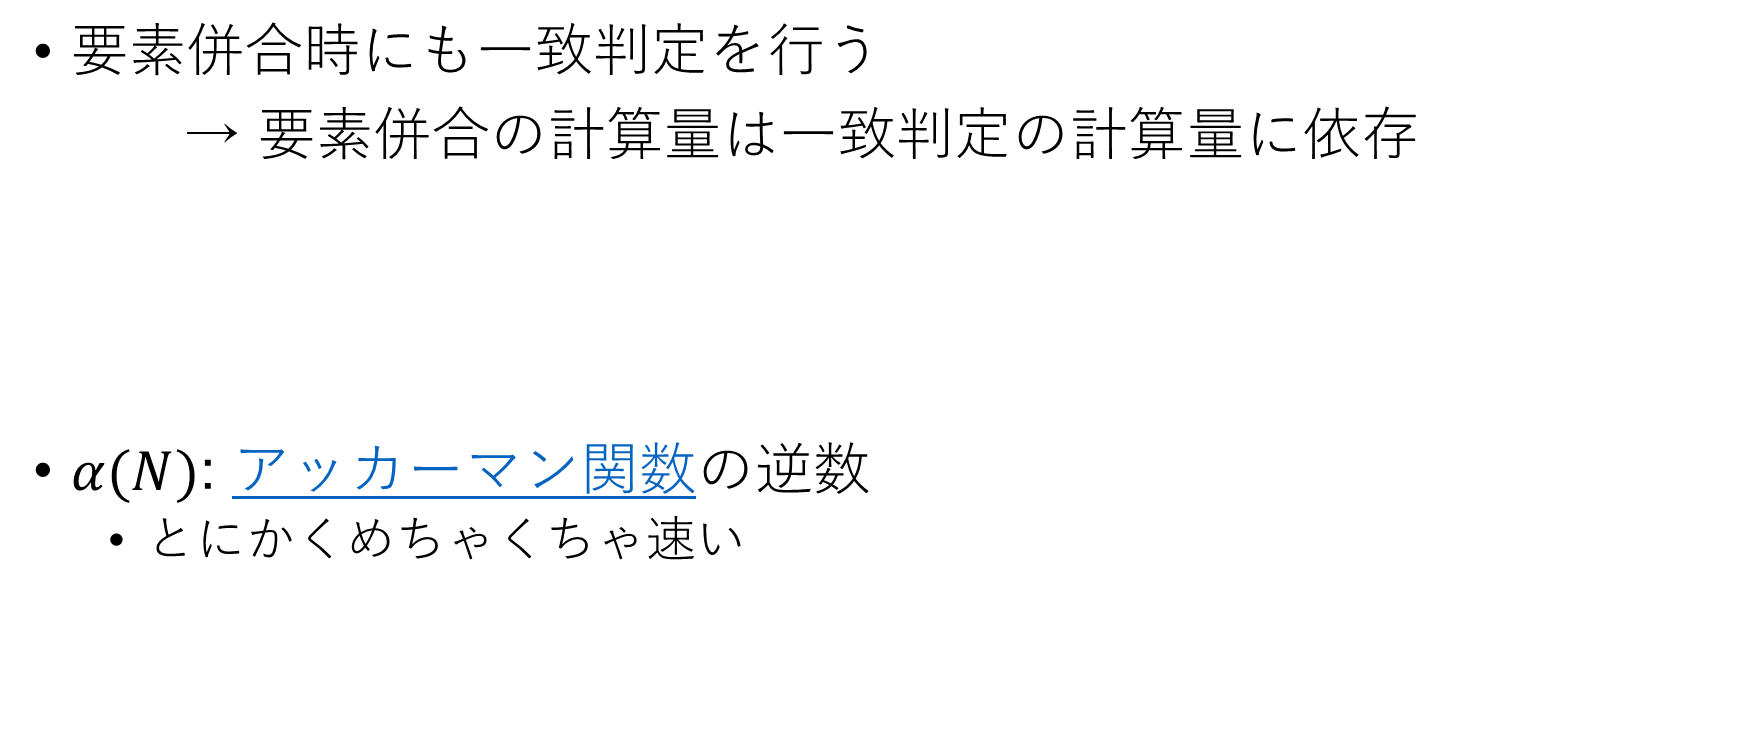 • 要素併合時にも一致判定を行う
→ 要素併合の計算量は一致判定の計算量に依存
• α(N): アッカーマン関数の逆数
• とにかくめちゃくちゃ速い